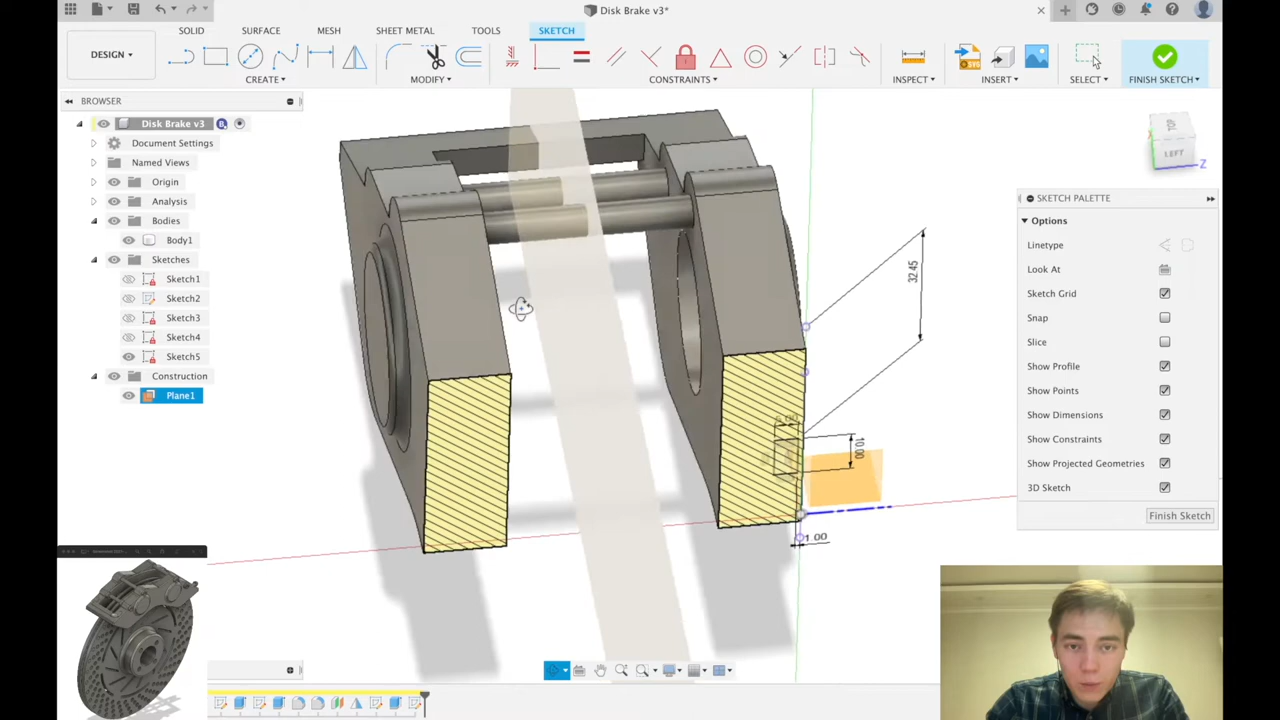 Disk Brake v3*
SOLID SURFACE MESH SHEET METAL TOOLS SKETCH
DESIGN ▾
CREATE ▾ MODIFY ▾ CONSTRAINTS ▾ INSPECT ▾ INSERT ▾ SELECT ▾ FINISH SKETCH ▾
BROWSER
Disk Brake v3
Document Settings
Named Views
Origin
Analysis
Bodies
Body1
Sketches
Sketch1
Sketch2
Sketch3
Sketch4
Sketch5
Construction
Plane1
TOP
LEFT
Z
32.45
5.00
10.00
1.00
SKETCH PALETTE
Options
Linetype
Look At
Sketch Grid
Snap
Slice
Show Profile
Show Points
Show Dimensions
Show Constraints
Show Projected Geometries
3D Sketch
Finish Sketch